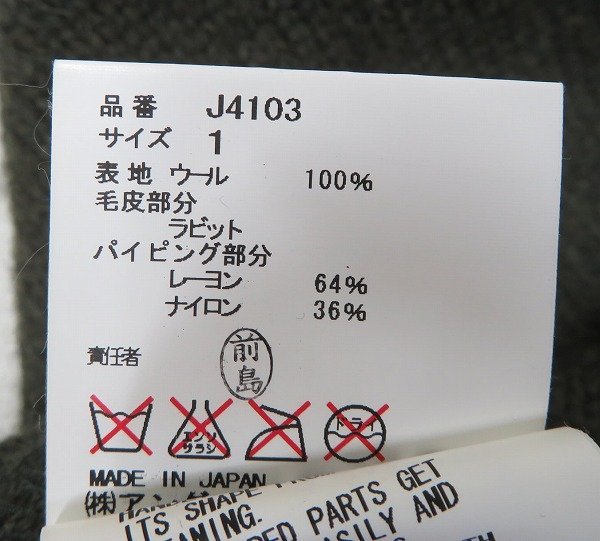 品番 J4103
サイズ 1
表地 ウール 100%
毛皮部分
ラビット
パイピング部分
レーヨン 64%
ナイロン 36%
責任者 前島
エンソ サラシ ドライ
MADE IN JAPAN
㈱アン
ITS SHAPE
PARTS GET
AND